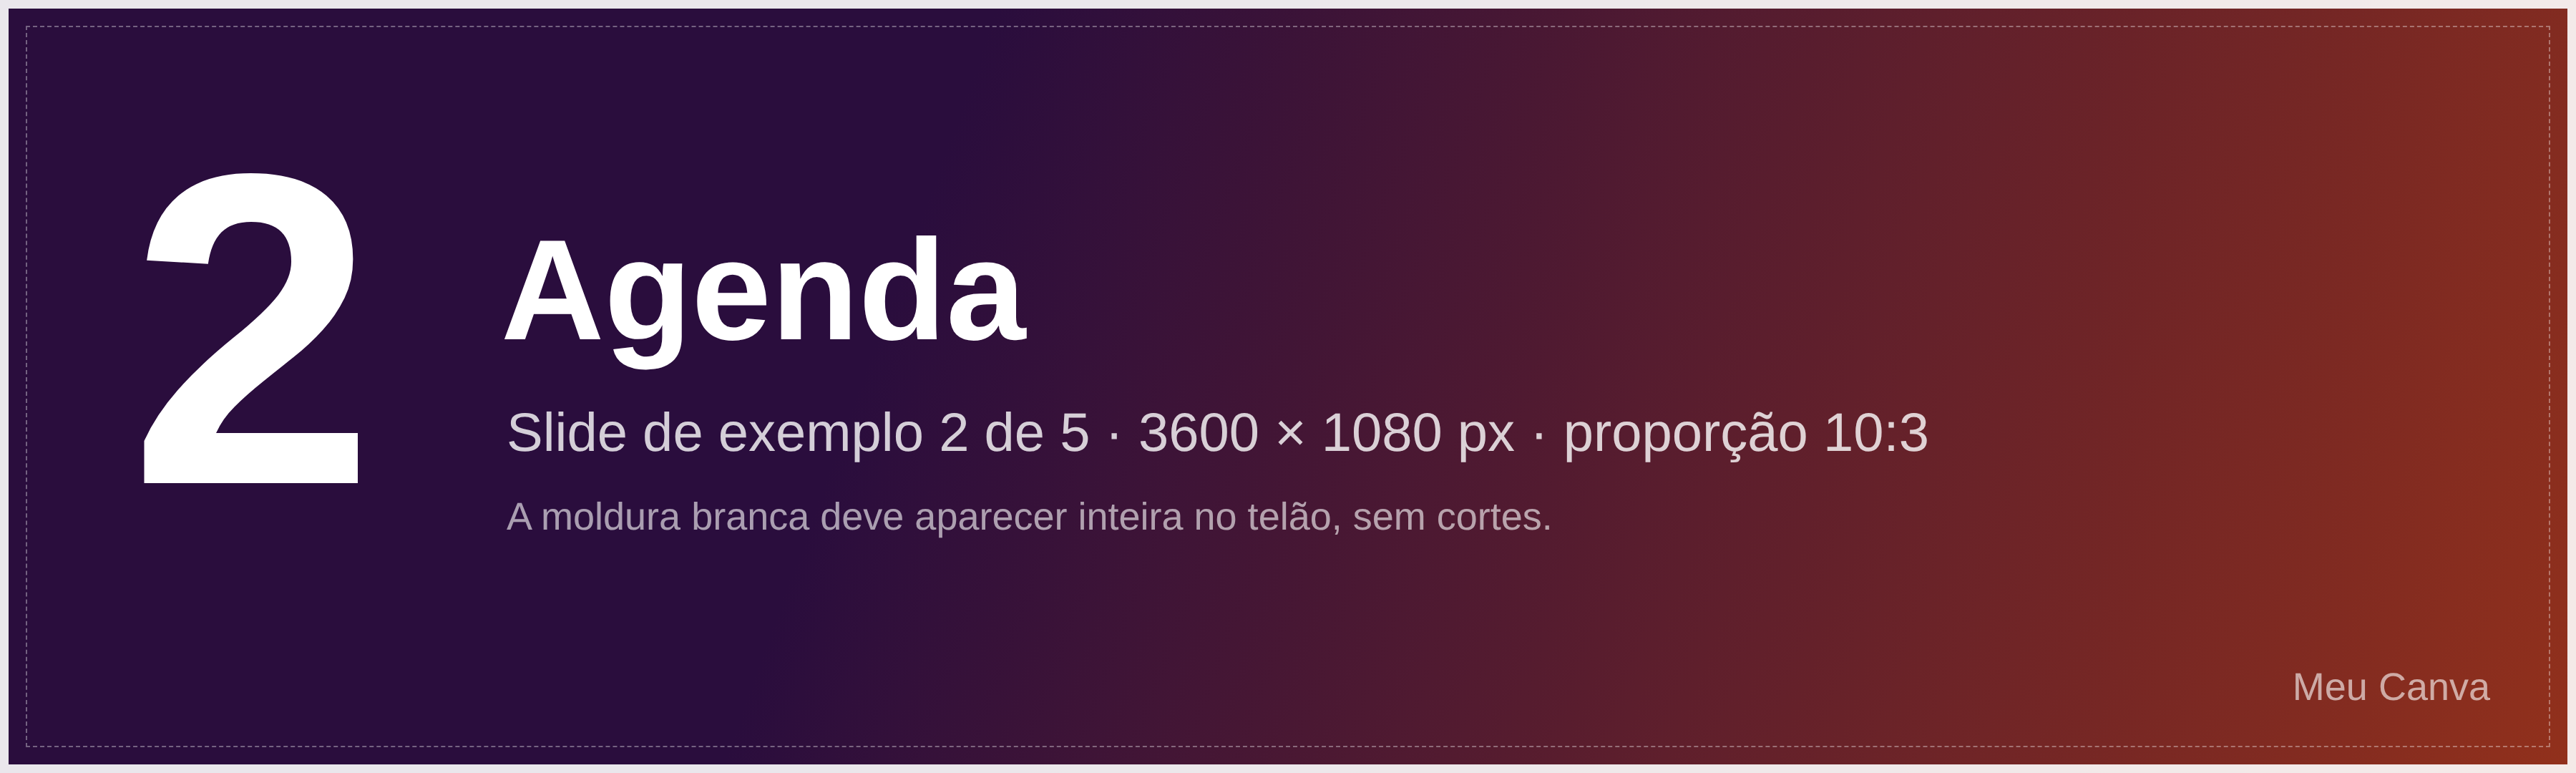 2
Agenda
Slide de exemplo 2 de 5 · 3600 × 1080 px · proporção 10:3
A moldura branca deve aparecer inteira no telão, sem cortes.
Meu Canva